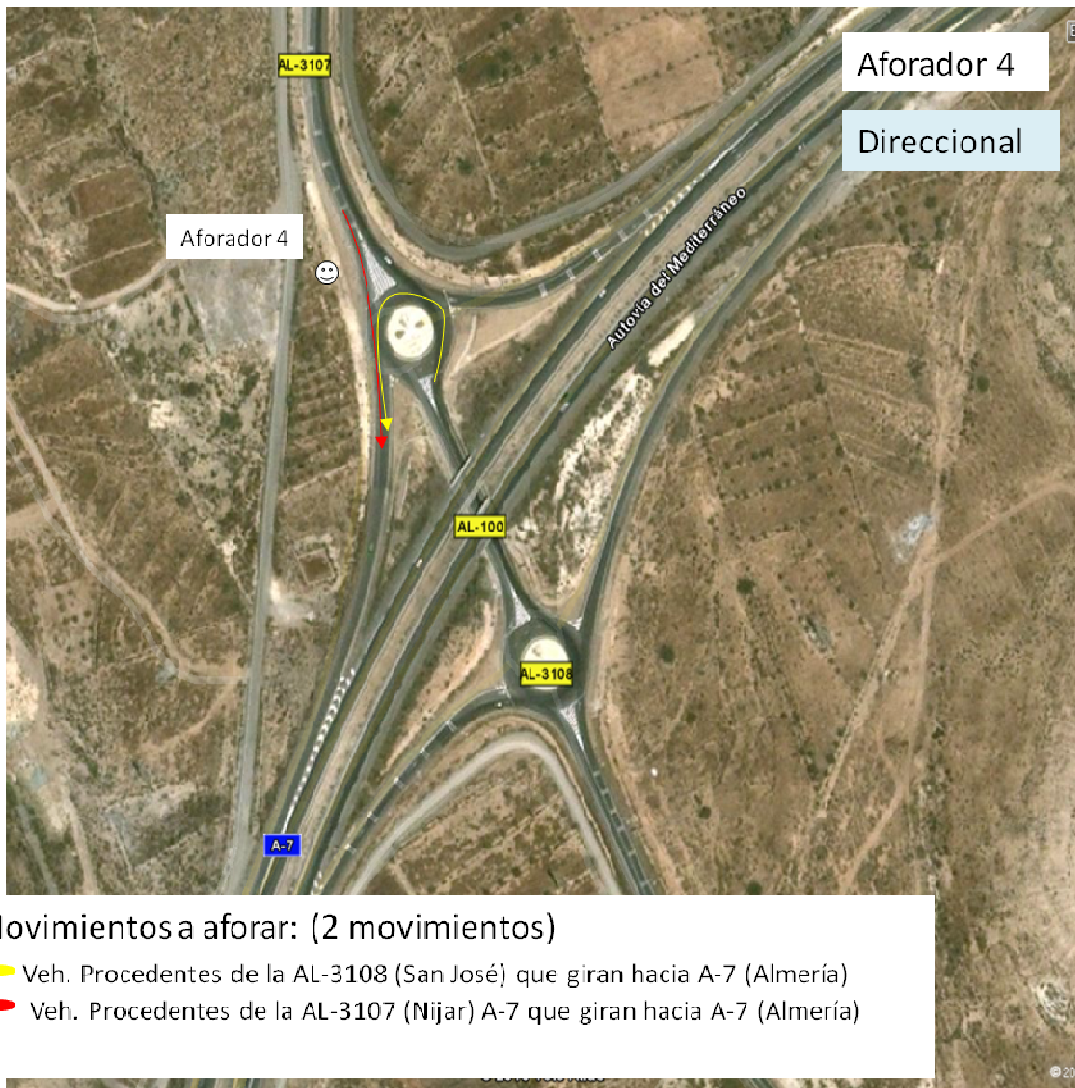 AL-3107
Aforador 4
Direccional
Aforador 4
Autovía del Mediterráneo
AL-100
AL-3108
A-7
Movimientos a aforar: (2 movimientos)
Veh. Procedentes de la AL-3108 (San José) que giran hacia A-7 (Almería)
Veh. Procedentes de la AL-3107 (Nijar) A-7 que giran hacia A-7 (Almería)
© 20